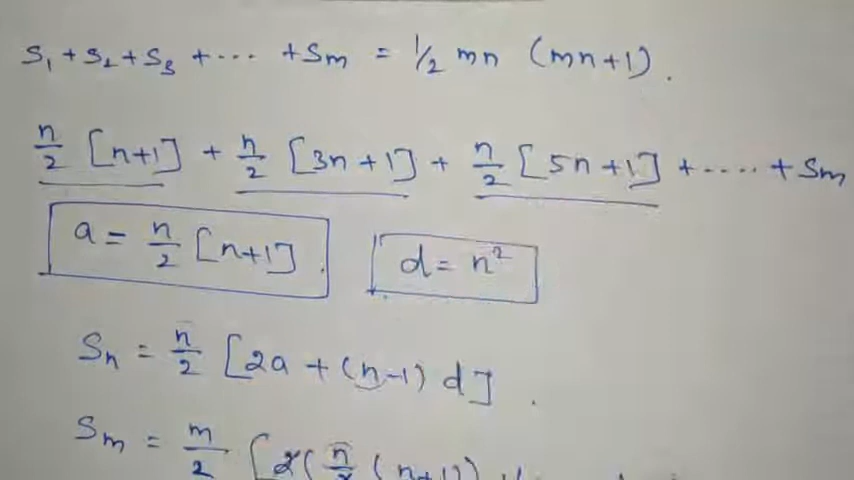 S₁ + S₂ + S₃ + ···· + Sm = 1/2 mn (mn+1).
n/2 [n+1] + n/2 [3n+1] + n/2 [5n+1] + ····· + Sm
a = n/2 [n+1] d = n²
Sn = n/2 [2a + (n-1) d].
Sm = m/2 [2(n/2 (n+1))